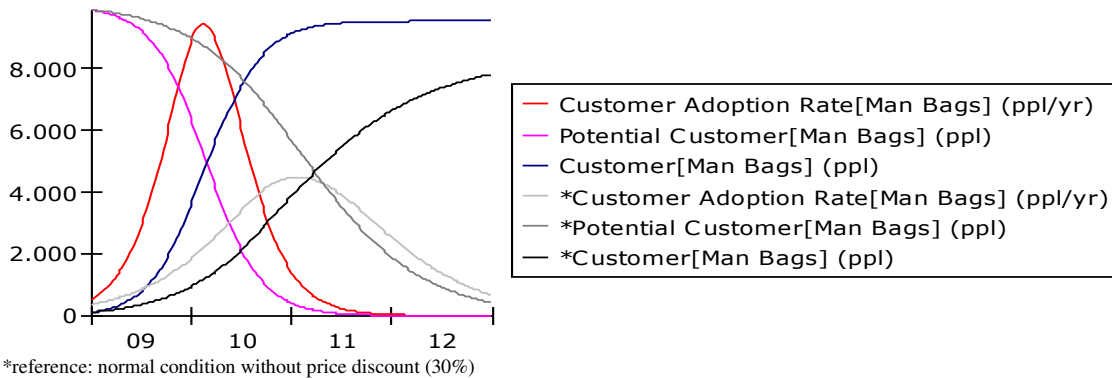 8.000
6.000
4.000
2.000
0
09 10 11 12
Customer Adoption Rate[Man Bags] (ppl/yr)
Potential Customer[Man Bags] (ppl)
Customer[Man Bags] (ppl)
*Customer Adoption Rate[Man Bags] (ppl/yr)
*Potential Customer[Man Bags] (ppl)
*Customer[Man Bags] (ppl)
*reference: normal condition without price discount (30%)